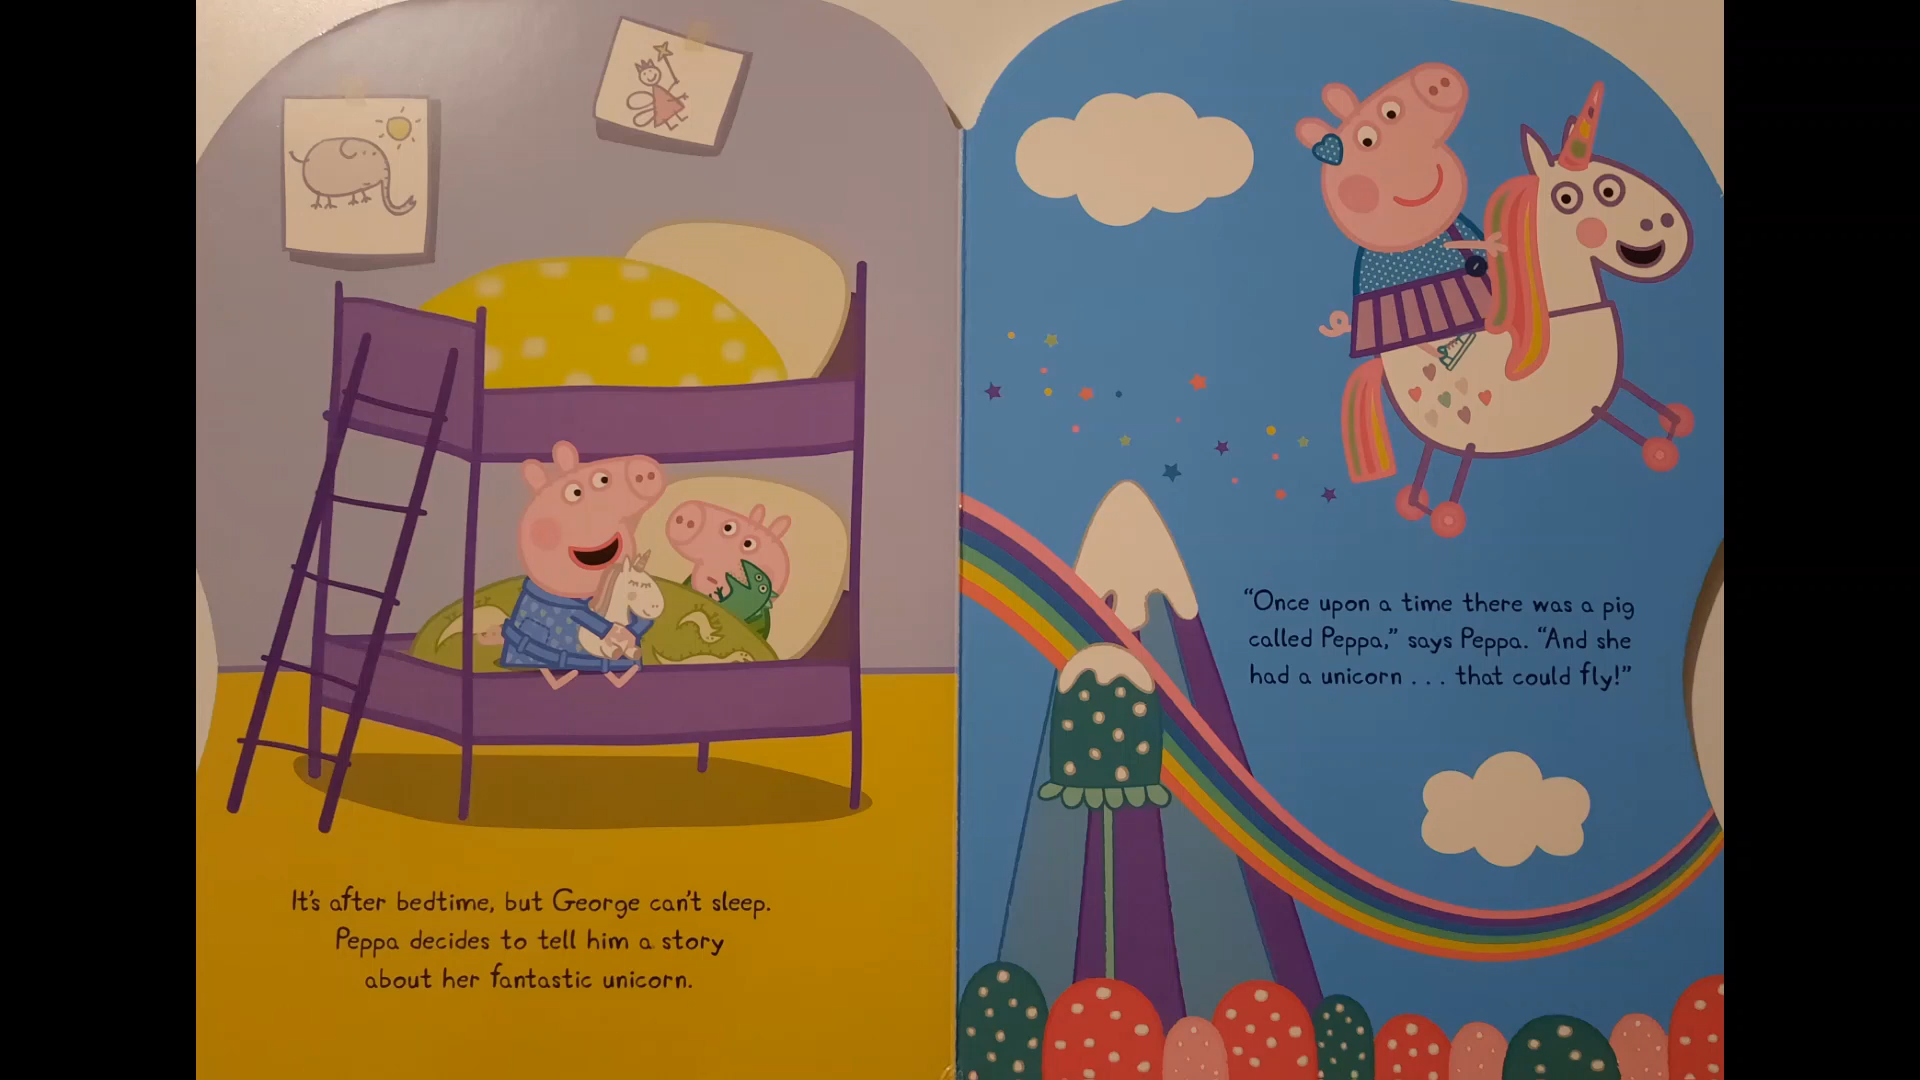 It's after bedtime, but George can't sleep.
Peppa decides to tell him a story
about her fantastic unicorn.
“Once upon a time there was a pig
called Peppa,” says Peppa. “And she
had a unicorn . . . that could fly!”